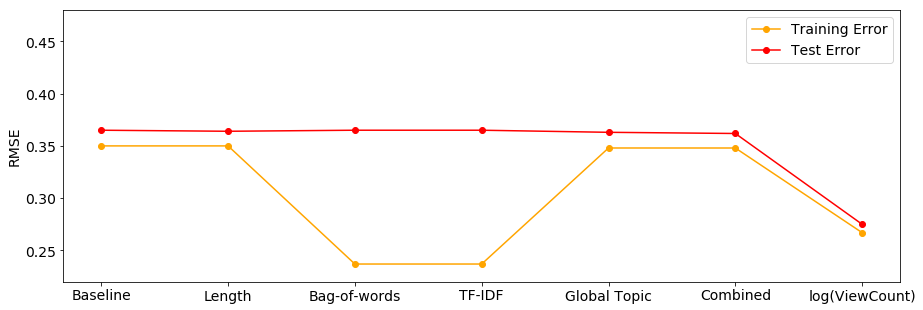 Training Error
Test Error
RMSE
0.45
0.40
0.35
0.30
0.25
Baseline Length Bag-of-words TF-IDF Global Topic Combined log(ViewCount)